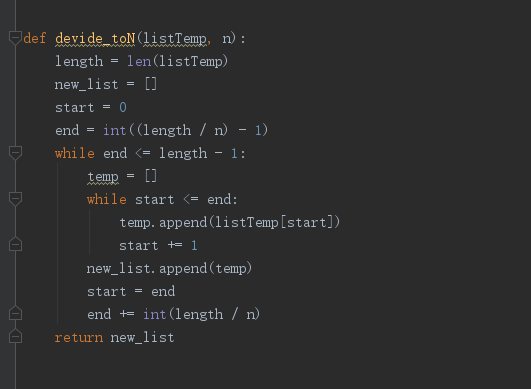 def devide_toN(listTemp, n):
    length = len(listTemp)
    new_list = []
    start = 0
    end = int((length / n) - 1)
    while end <= length - 1:
        temp = []
        while start <= end:
            temp.append(listTemp[start])
            start += 1
        new_list.append(temp)
        start = end
        end += int(length / n)
    return new_list